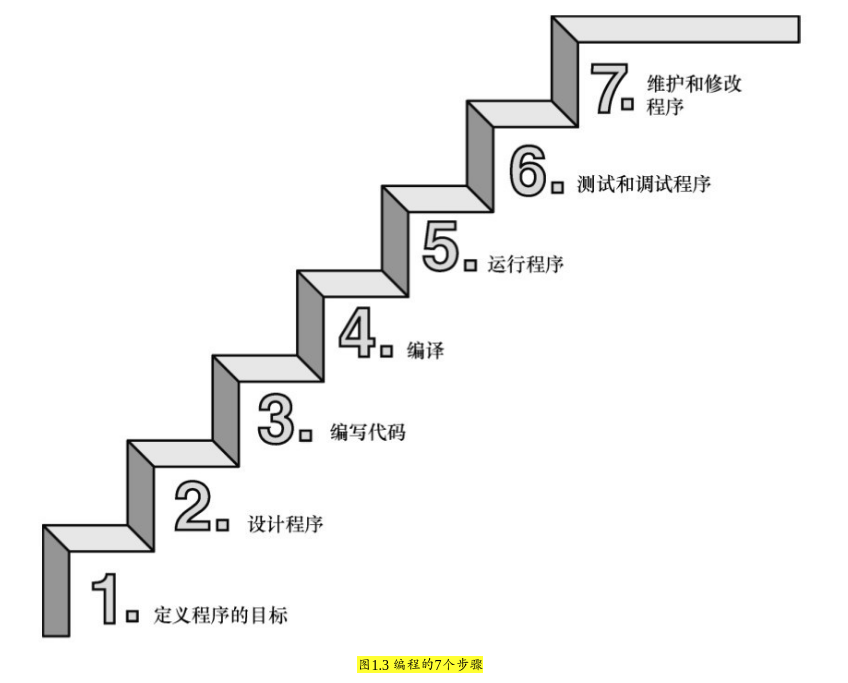 7. 维护和修改
程序
6. 测试和调试程序
5. 运行程序
4. 编译
3. 编写代码
2. 设计程序
1. 定义程序的目标
图1.3 编程的7个步骤